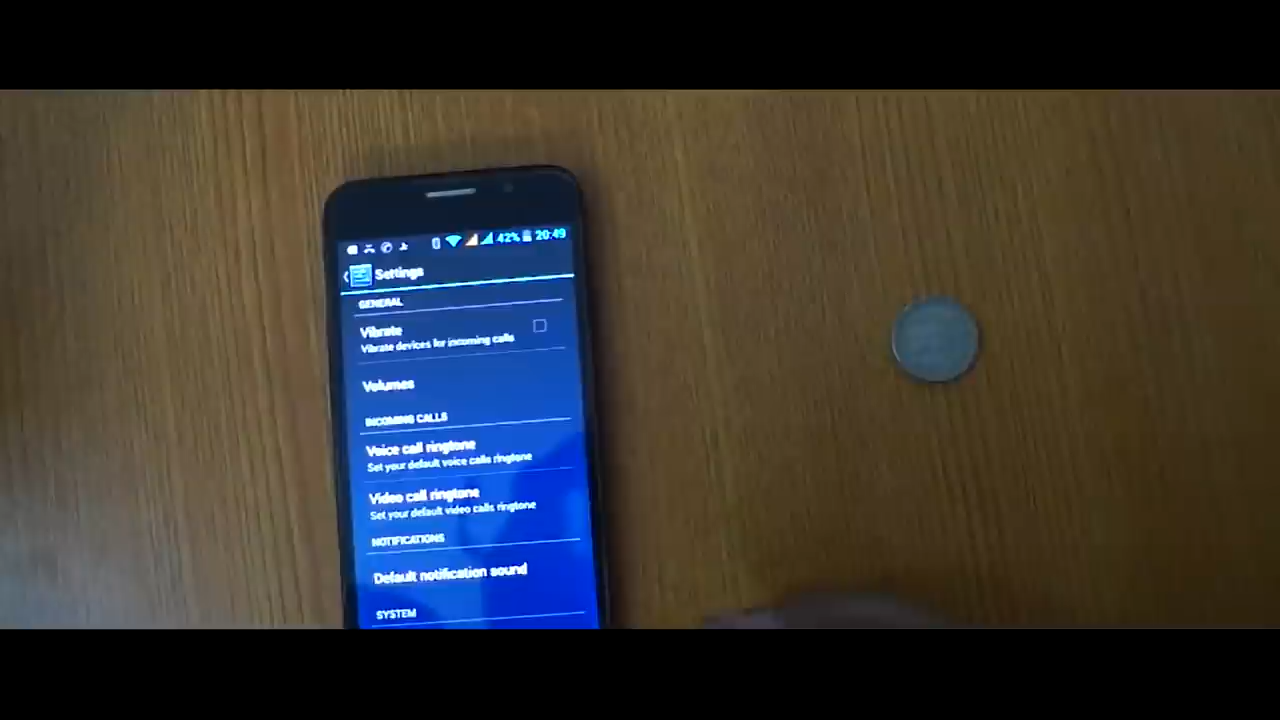 42% 20:49
Settings
GENERAL
Vibrate
Vibrate devices for incoming calls
Volumes
INCOMING CALLS
Voice call ringtone
Set your default voice calls ringtone
Video call ringtone
Set your default video calls ringtone
NOTIFICATIONS
Default notification sound
SYSTEM